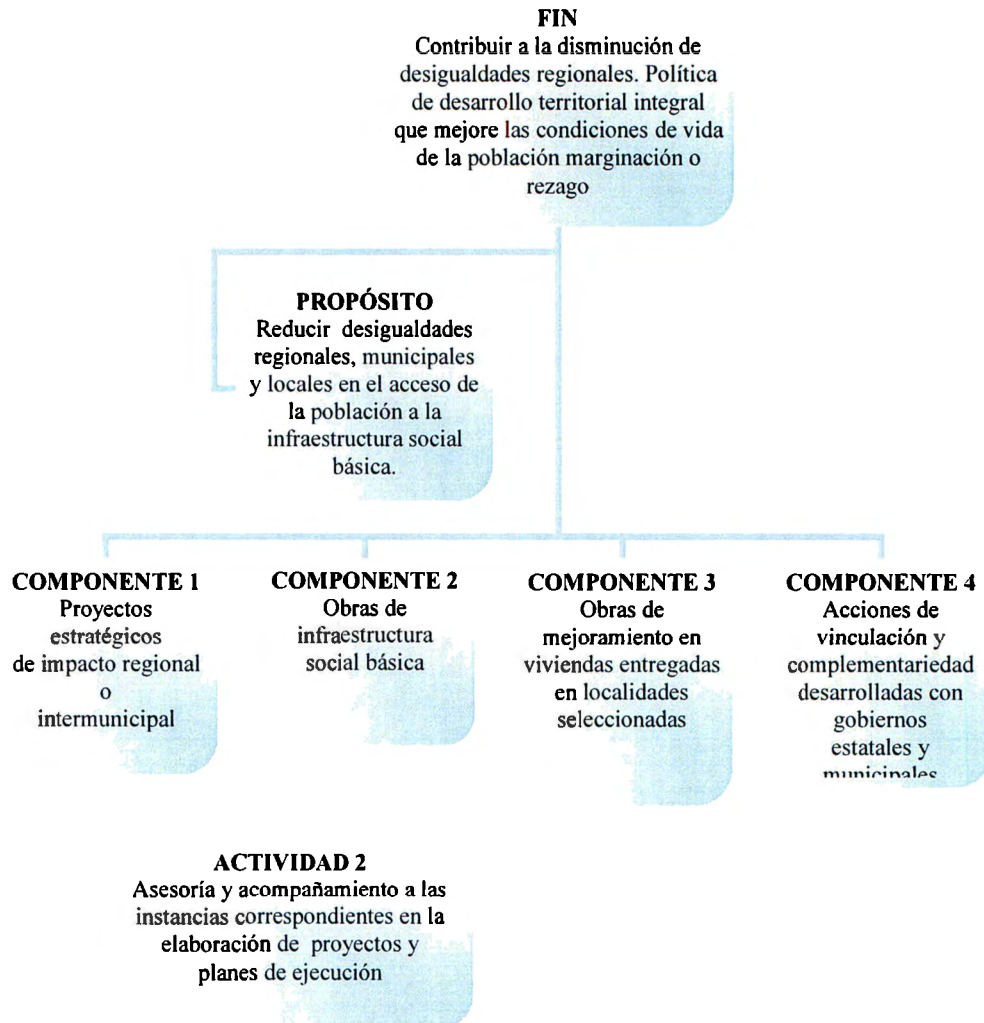 FIN
Contribuir a la disminución de
desigualdades regionales. Política
de desarrollo territorial integral
que mejore las condiciones de vida
de la población marginación o
rezago
PROPÓSITO
Reducir desigualdades
regionales, municipales
y locales en el acceso de
la población a la
infraestructura social
básica.
COMPONENTE 1
Proyectos
estratégicos
de impacto regional
o
intermunicipal
COMPONENTE 2
Obras de
infraestructura
social básica
COMPONENTE 3
Obras de
mejoramiento en
viviendas entregadas
en localidades
seleccionadas
COMPONENTE 4
Acciones de
vinculación y
complementariedad
desarrolladas con
gobiernos
estatales y
municipales
ACTIVIDAD 2
Asesoría y acompañamiento a las
instancias correspondientes en la
elaboración de proyectos y
planes de ejecución